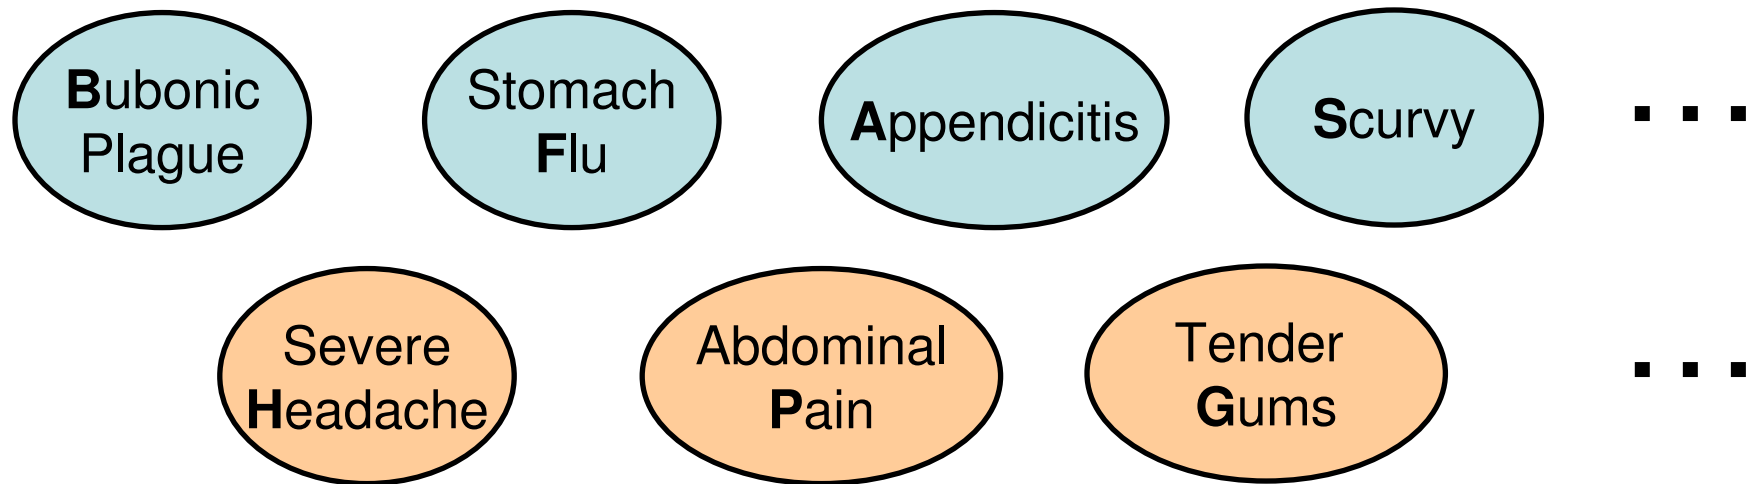 Bubonic
Plague
Stomach
Flu
Appendicitis
Scurvy
...
Severe
Headache
Abdominal
Pain
Tender
Gums
...